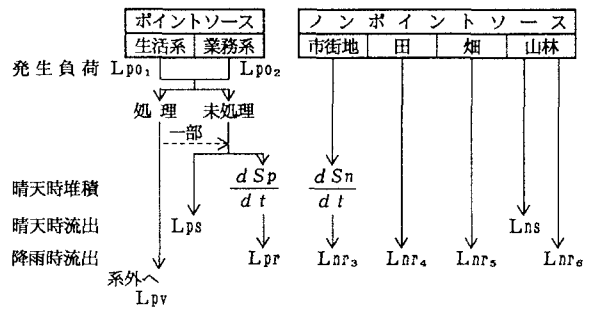 ポイントソース ノンポイントソース
生活系 業務系 市街地 田 畑 山林
発生負荷 Lpo₁ Lpo₂
処理 未処理
一部
晴天時堆積 dSp/dt dSn/dt
晴天時流出 Lps Lns
降雨時流出 Lpr Lnr₃ Lnr₄ Lnr₅ Lnr₆
系外へ
Lpv